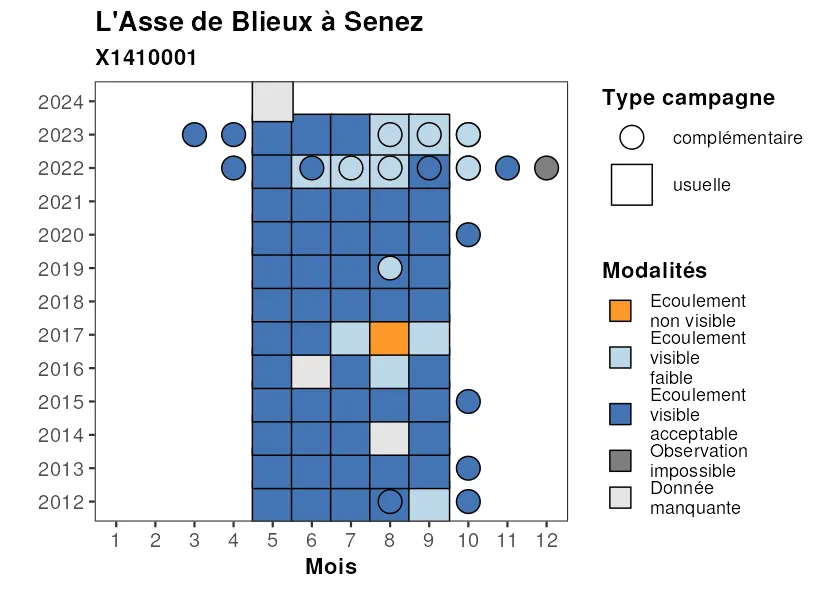 L'Asse de Blieux à Senez
X1410001
2024
2023
2022
2021
2020
2019
2018
2017
2016
2015
2014
2013
2012
1 2 3 4 5 6 7 8 9 10 11 12
Mois
Type campagne
complémentaire
usuelle
Modalités
Ecoulement
non visible
Ecoulement
visible
faible
Ecoulement
visible
acceptable
Observation
impossible
Donnée
manquante